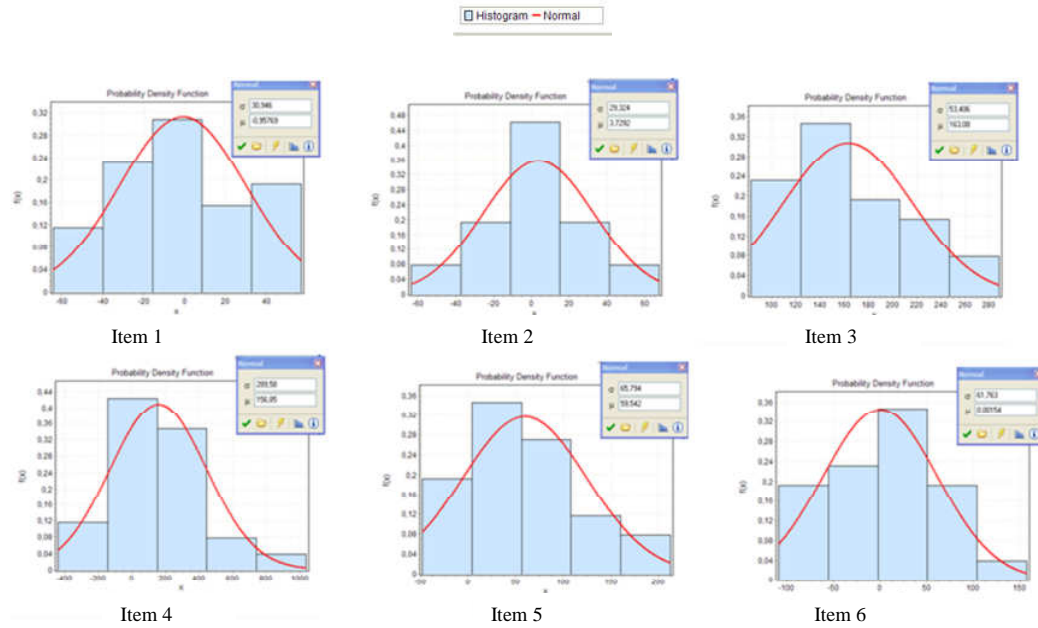 Histogram Normal
Normal
σ 30,946
μ -0,95769
Probability Density Function
0,32
0,28
0,24
0,2
0,16
0,12
0,08
0,04
0
f(x)
-60 -40 -20 0 20 40
x
Item 1
Normal
σ 29,324
μ 3,7292
Probability Density Function
0,48
0,44
0,4
0,36
0,32
0,28
0,24
0,2
0,16
0,12
0,08
0,04
0
f(x)
-60 -40 -20 0 20 40 60
x
Item 2
Normal
σ 53,406
μ 163,08
Probability Density Function
0,36
0,32
0,28
0,24
0,2
0,16
0,12
0,08
0,04
0
f(x)
100 120 140 160 180 200 220 240 260 280
Item 3
Normal
σ 289,58
μ 156,85
Probability Density Function
0,44
0,4
0,36
0,32
0,28
0,24
0,2
0,16
0,12
0,08
0,04
0
f(x)
-400 -200 0 200 400 600 800 1000
x
Item 4
Normal
σ 65,794
μ 59,542
Probability Density Function
0,36
0,32
0,28
0,24
0,2
0,16
0,12
0,08
0,04
0
f(x)
-50 0 50 100 150 200
x
Item 5
Normal
σ 61,763
μ 0,00154
Probability Density Function
0,36
0,32
0,28
0,24
0,2
0,16
0,12
0,08
0,04
0
f(x)
-100 -50 0 50 100 150
x
Item 6